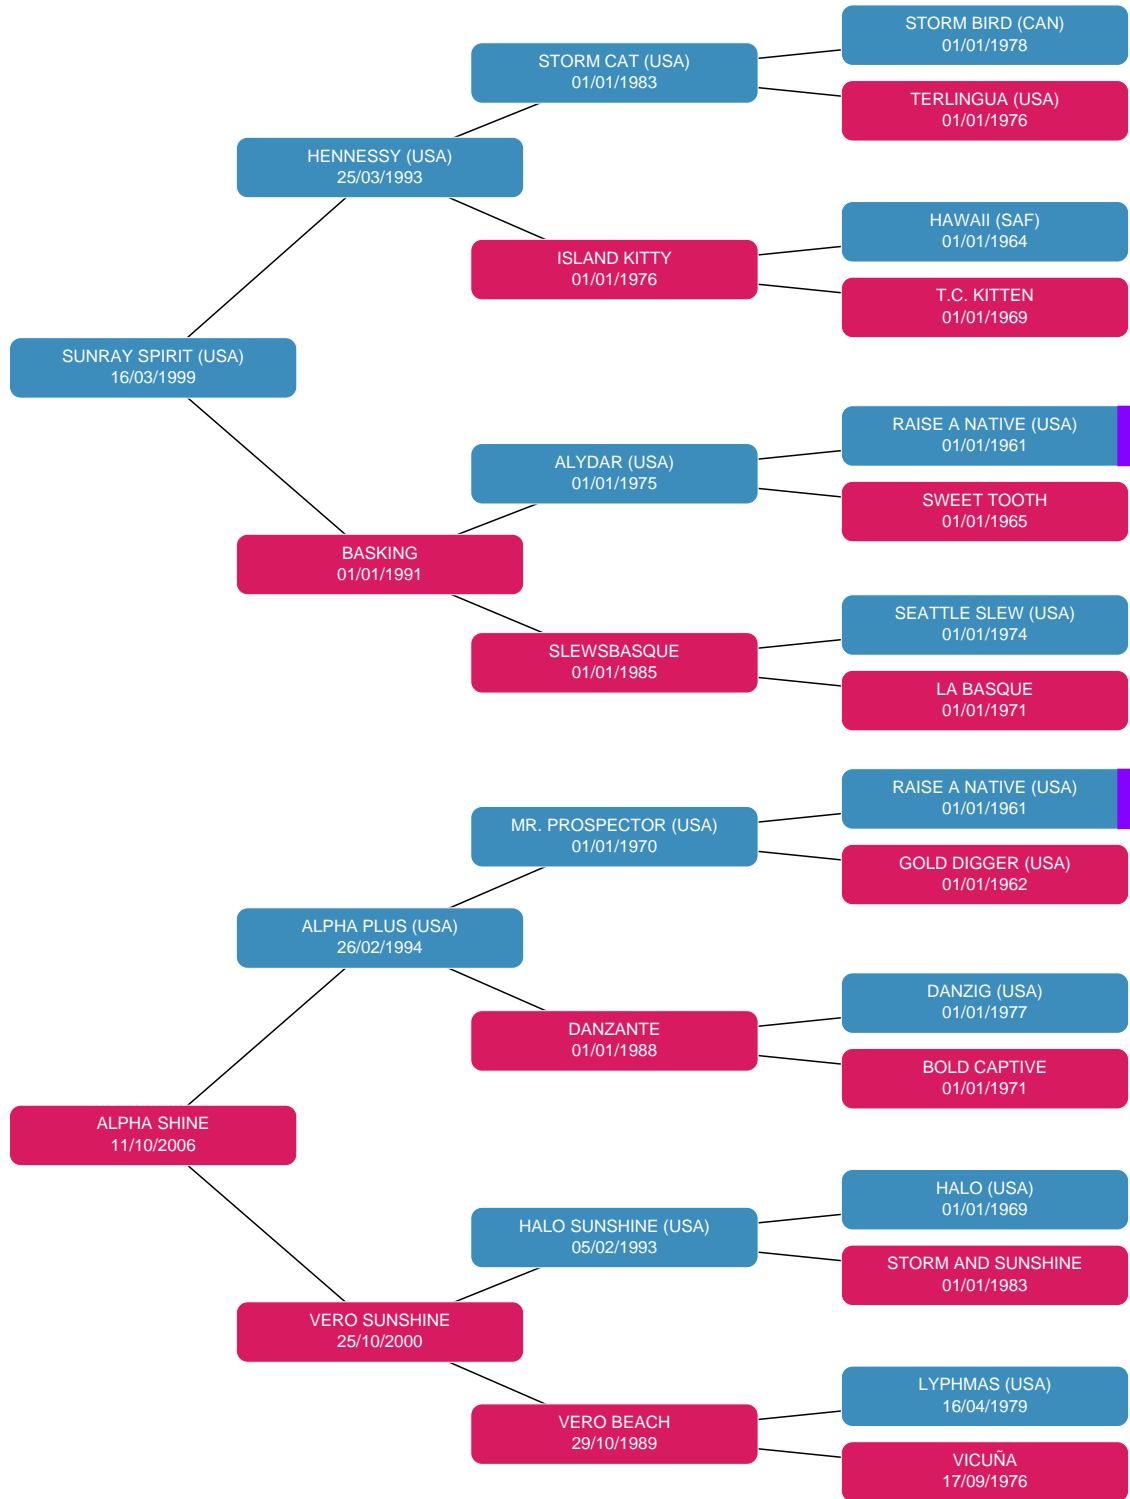 STORM BIRD (CAN)
01/01/1978
STORM CAT (USA)
01/01/1983
TERLINGUA (USA)
01/01/1976
HENNESSY (USA)
25/03/1993
HAWAII (SAF)
01/01/1964
ISLAND KITTY
01/01/1976
T.C. KITTEN
01/01/1969
SUNRAY SPIRIT (USA)
16/03/1999
RAISE A NATIVE (USA)
01/01/1961
ALYDAR (USA)
01/01/1975
SWEET TOOTH
01/01/1965
BASKING
01/01/1991
SEATTLE SLEW (USA)
01/01/1974
SLEWSBASQUE
01/01/1985
LA BASQUE
01/01/1971
RAISE A NATIVE (USA)
01/01/1961
MR. PROSPECTOR (USA)
01/01/1970
GOLD DIGGER (USA)
01/01/1962
ALPHA PLUS (USA)
26/02/1994
DANZIG (USA)
01/01/1977
DANZANTE
01/01/1988
BOLD CAPTIVE
01/01/1971
ALPHA SHINE
11/10/2006
HALO (USA)
01/01/1969
HALO SUNSHINE (USA)
05/02/1993
STORM AND SUNSHINE
01/01/1983
VERO SUNSHINE
25/10/2000
LYPHMAS (USA)
16/04/1979
VERO BEACH
29/10/1989
VICUÑA
17/09/1976